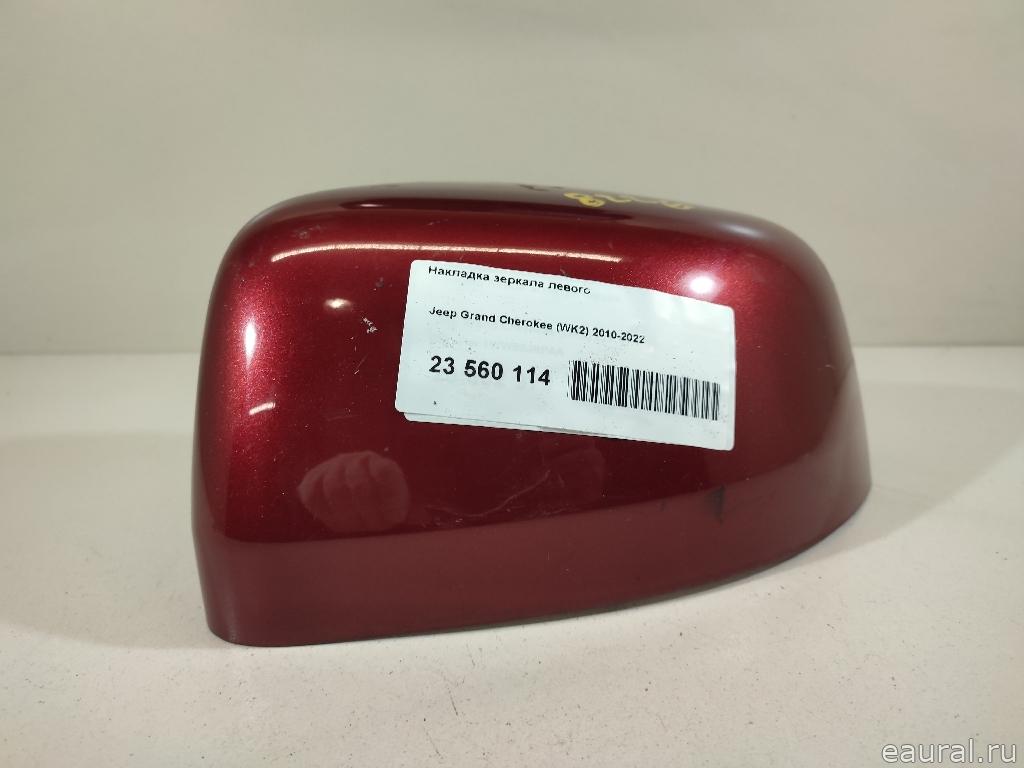 Накладка зеркала левого
Jeep Grand Cherokee (WK2) 2010-2022
23 560 114
eaural.ru